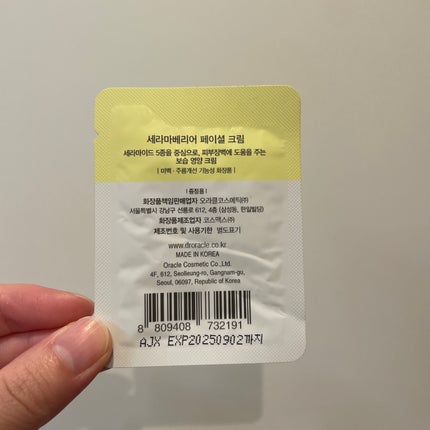 세라마베리어 페이셜 크림
세라마이드 5종을 중심으로, 피부장벽에 도움을 주는
보습 영양 크림
| 미백 · 주름개선 기능성 화장품 |
| 증정용 |
화장품책임판매업자 오라클코스메틱㈜
서울특별시 강남구 선릉로 612, 4층 (삼성동, 한일빌딩)
화장품제조업자 코스맥스㈜
제조번호 및 사용기한 별도표기
www.droracle.co.kr
MADE IN KOREA
Oracle Cosmetic Co.,Ltd.
4F, 612, Seolleung-ro, Gangnam-gu,
Seoul, 06097, Republic of Korea
8 809408 732191
AJX EXP20250902까지